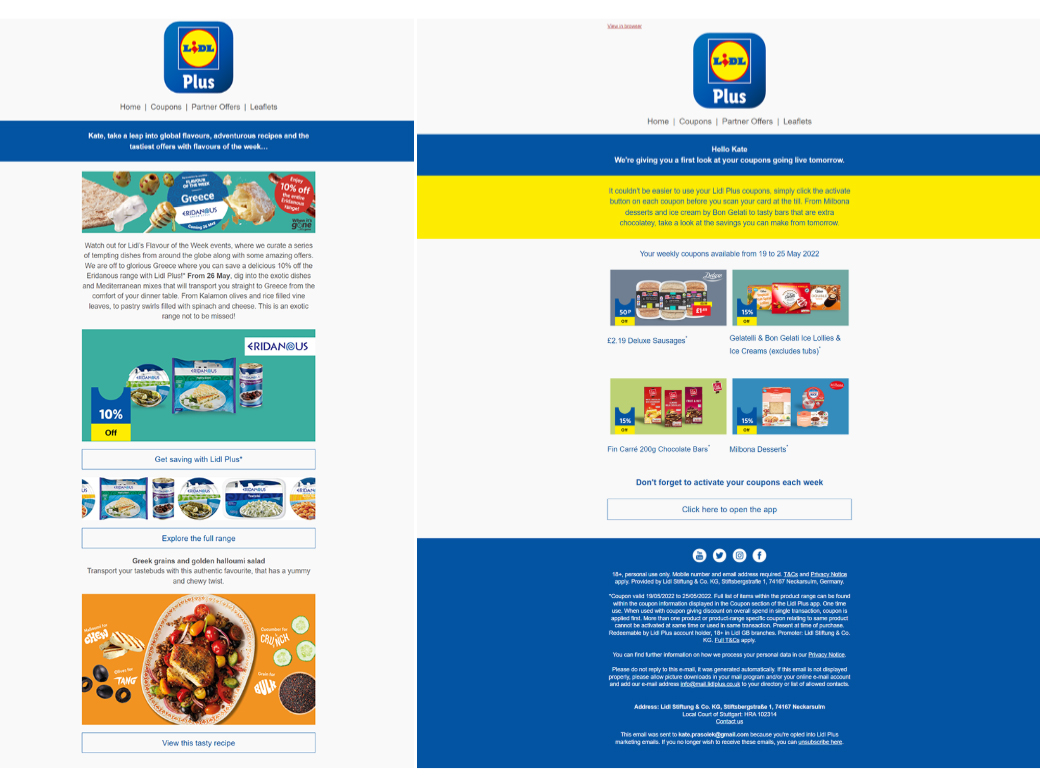 LIDL
Plus
Home | Coupons | Partner Offers | Leaflets
Kate, take a leap into global flavours, adventurous recipes and the
tastiest offers with flavours of the week...
FLAVOUR
OF THE WEEK
Greece
ERIDANOUS
Coming 26 May
Enjoy
10% off
the entire
Eridanous
range!
When it's
gone
Watch out for Lidl's Flavour of the Week events, where we curate a series
of tempting dishes from around the globe along with some amazing offers.
We are off to glorious Greece where you can save a delicious 10% off the
Eridanous range with Lidl Plus!* From 26 May, dig into the exotic dishes
and Mediterranean mixes that will transport you straight to Greece from the
comfort of your dinner table. From Kalamon olives and rice filled vine
leaves, to pastry swirls filled with spinach and cheese. This is an exotic
range not to be missed!
ERIDANOUS
10%
Off
Get saving with Lidl Plus*
Explore the full range
Greek grains and golden halloumi salad
Transport your tastebuds with this authentic favourite, that has a yummy
and chewy twist.
Halloumi for
CHEW
Cucumber for
CRUNCH
Olives for
TANG
Grain for
BULK
View this tasty recipe
View in browser
LIDL
Plus
Home | Coupons | Partner Offers | Leaflets
Hello Kate
We're giving you a first look at your coupons going live tomorrow.
It couldn't be easier to use your Lidl Plus coupons, simply click the activate
button on each coupon before you scan your card at the till. From Milbona
desserts and ice cream by Bon Gelati to tasty bars that are extra
chocolatey, take a look at the savings you can make from tomorrow.
Your weekly coupons available from 19 to 25 May 2022
Deluxe
50p
Off
15%
Off
£2.19 Deluxe Sausages*
Gelatelli & Bon Gelati Ice Lollies &
Ice Creams (excludes tubs)*
15%
Off
15%
Off
Fin Carré 200g Chocolate Bars*
Milbona Desserts*
Don't forget to activate your coupons each week
Click here to open the app
18+, personal use only. Mobile number and email address required. T&Cs and Privacy Notice
apply. Provided by Lidl Stiftung & Co. KG, Stiftsbergstraße 1, 74167 Neckarsulm, Germany.
*Coupon valid 19/05/2022 to 25/05/2022. Full list of items within the product range can be found
within the coupon information displayed in the Coupon section of the Lidl Plus app. One time
use. When used with coupon giving discount on overall spend in single transaction, coupon is
applied first. More than one product or product-range specific coupon relating to same product
cannot be activated at same time or used in same transaction. Present at time of purchase.
Redeemable by Lidl Plus account holder, 18+ in Lidl GB branches. Promoter: Lidl Stiftung & Co.
KG. Full T&Cs apply.
You can find further information on how we process your personal data in our Privacy Notice.
Please do not reply to this e-mail, it was generated automatically. If this email is not displayed
properly, please allow picture downloads in your mail program and/or your online e-mail account
and add our e-mail address info@mail.lidlplus.co.uk to your directory or list of allowed contacts.
Address: Lidl Stiftung & Co. KG, Stiftsbergstraße 1, 74167 Neckarsulm
Local Court of Stuttgart: HRA 102314
Contact us
This email was sent to kate.prasolek@gmail.com because you're opted into Lidl Plus
marketing emails. If you no longer wish to receive these emails, you can unsubscribe here.